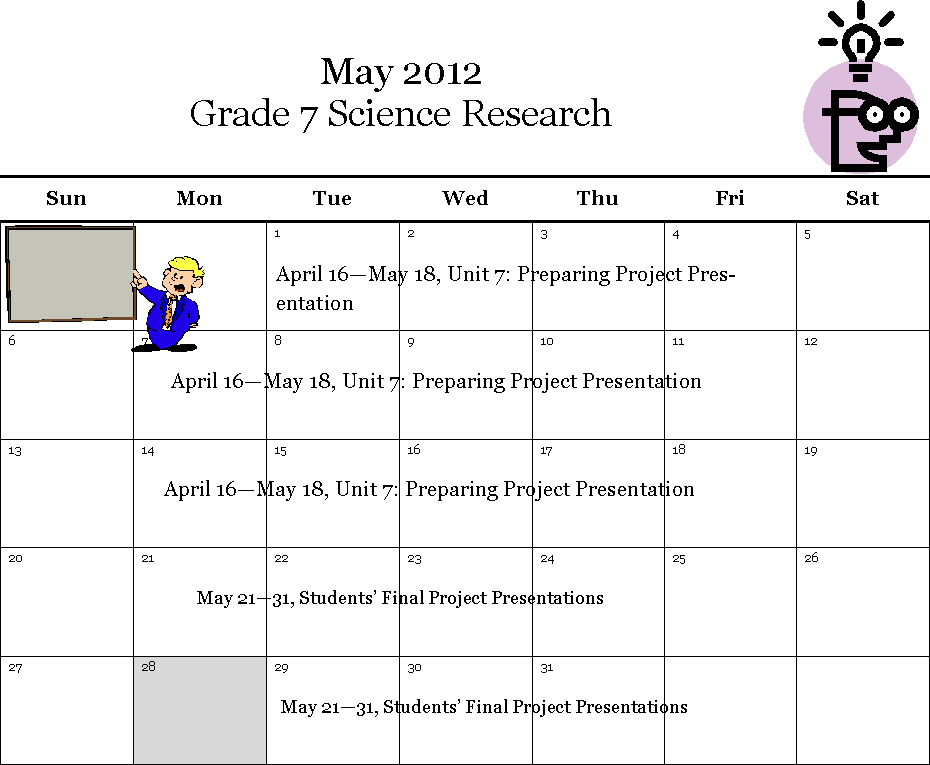 May 2012
Grade 7 Science Research
Sun Mon Tue Wed Thu Fri Sat
1 2 3 4 5
April 16—May 18, Unit 7: Preparing Project Pres-
entation
6 7 8 9 10 11 12
April 16—May 18, Unit 7: Preparing Project Presentation
13 14 15 16 17 18 19
April 16—May 18, Unit 7: Preparing Project Presentation
20 21 22 23 24 25 26
May 21—31, Students’ Final Project Presentations
27 28 29 30 31
May 21—31, Students’ Final Project Presentations